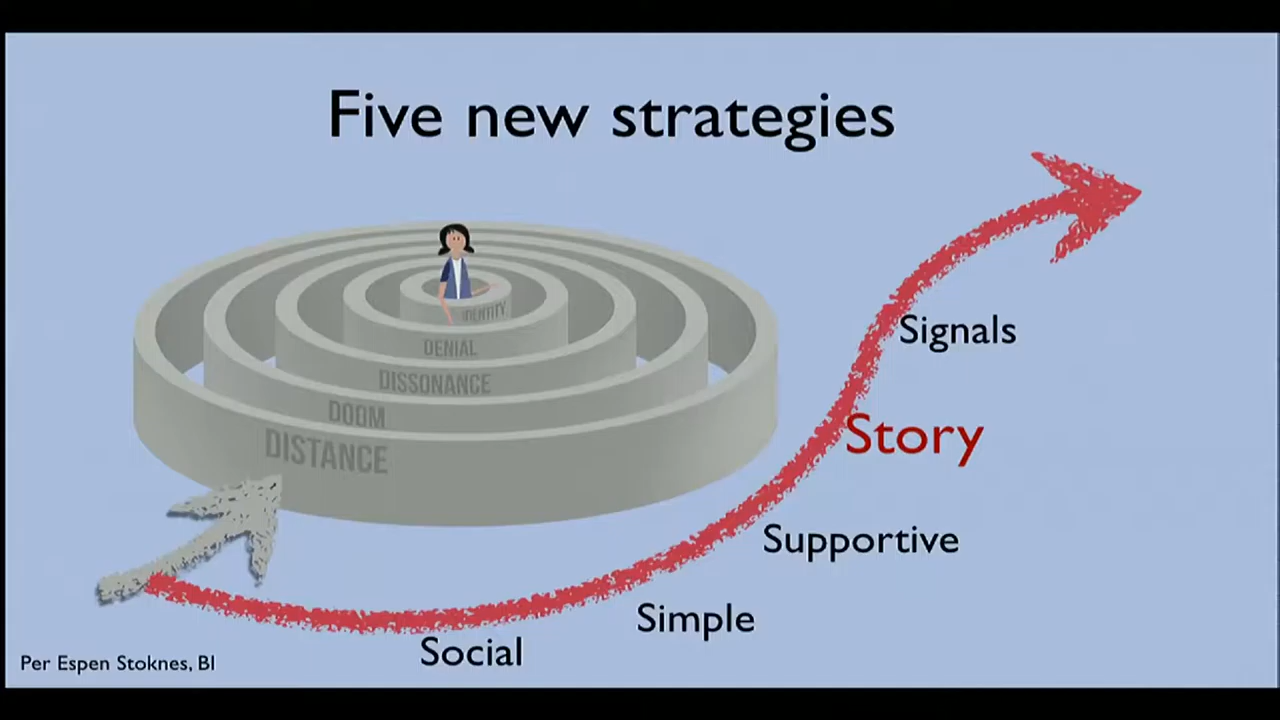 Five new strategies
IDENTITY
DENIAL
DISSONANCE
DOOM
DISTANCE
Signals
Story
Supportive
Simple
Social
Per Espen Stoknes, BI